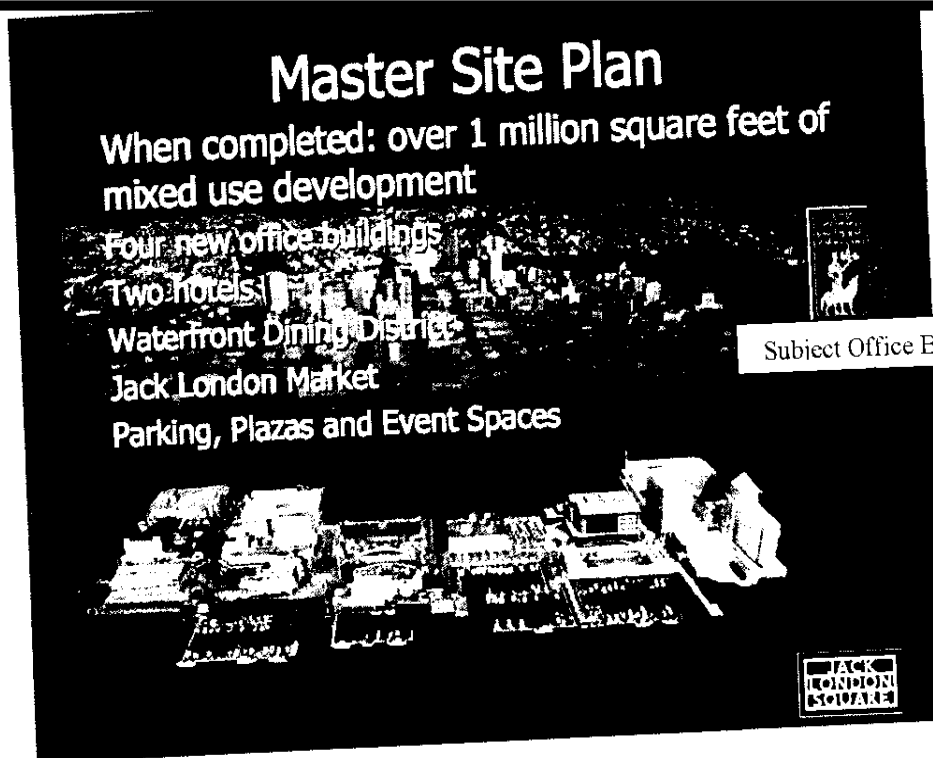 Master Site Plan
When completed: over 1 million square feet of
mixed use development
Four new office buildings
Two hotels
Waterfront Dining District
Jack London Market
Parking, Plazas and Event Spaces
Subject Office B
JACK
LONDON
SQUARE